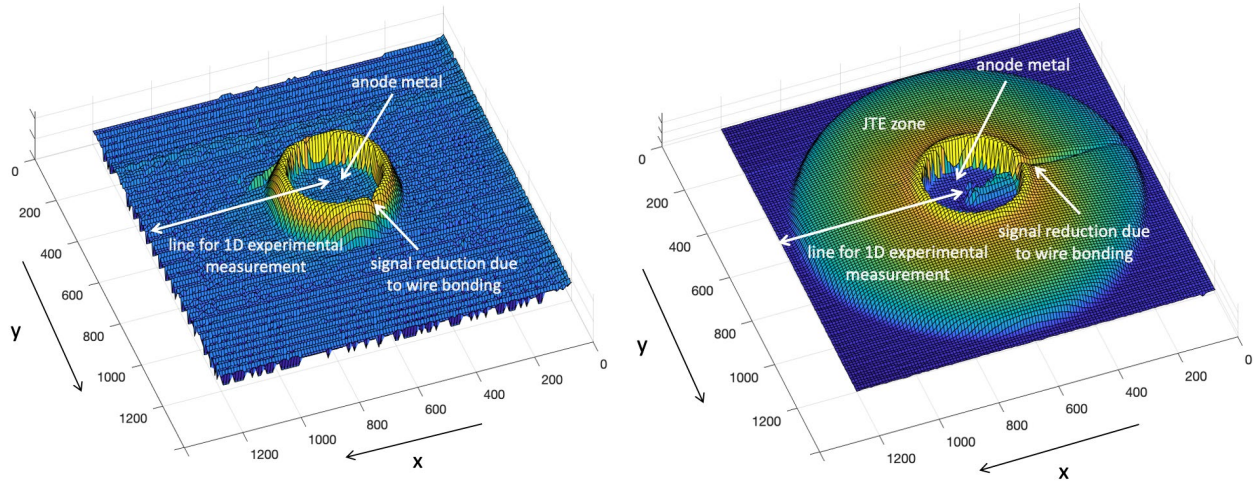 anode metal
line for 1D experimental
measurement
signal reduction due
to wire bonding
0
200
400
600
800
1000
1200
y
1200
1000
800
600
400
200
0
x
anode metal
JTE zone
signal reduction due
to wire bonding
line for 1D experimental
measurement
0
200
400
600
800
1000
1200
y
1200
1000
800
600
400
200
0
x